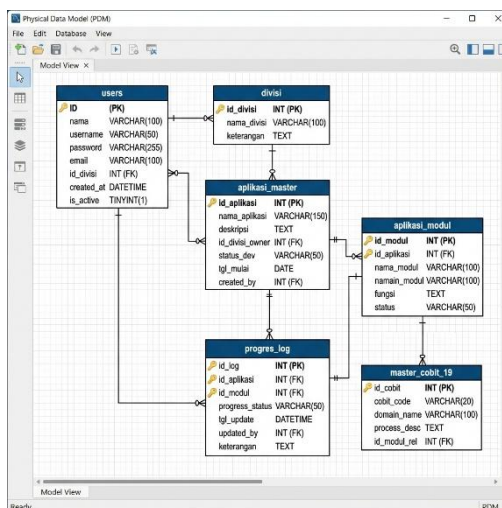 Physical Data Model (PDM)
File Edit Database View
Model View ×
users
ID (PK)
nama VARCHAR(100)
username VARCHAR(50)
password VARCHAR(255)
email VARCHAR(100)
id_divisi INT (FK)
created_at DATETIME
is_active TINYINT(1)
divisi
id_divisi INT (PK)
nama_divisi VARCHAR(100)
keterangan TEXT
aplikasi_master
id_aplikasi INT (PK)
nama_aplikasi VARCHAR(150)
deskripsi TEXT
id_divisi_owner INT (FK)
status_dev VARCHAR(50)
tgl_mulai DATE
created_by INT (FK)
aplikasi_modul
id_modul INT (PK)
id_aplikasi INT (FK)
nama_modul VARCHAR(100)
namain_modul VARCHAR(100)
fungsi TEXT
status VARCHAR(50)
progres_log
id_log INT (PK)
id_aplikasi INT (FK)
id_modul INT (FK)
progress_status VARCHAR(50)
tgl_update DATETIME
updated_by INT (FK)
keterangan TEXT
master_cobit_19
id_cobit INT (PK)
cobit_code VARCHAR(20)
domain_name VARCHAR(100)
process_desc TEXT
id_modul_rel INT (FK)
Model View
Ready
PDM